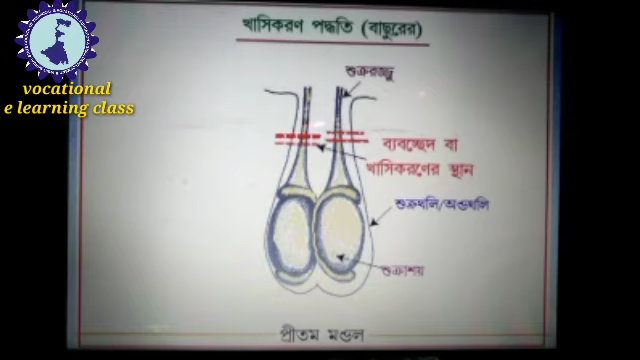 খাসিকরণ পদ্ধতি (বাছুরের)
vocational
e learning class
শুক্ররজ্জু
ব্যবচ্ছেদ বা
খাসিকরণের স্থান
শুক্রথলি/অণ্ডথলি
শুক্রাশয়
প্রীতম মণ্ডল